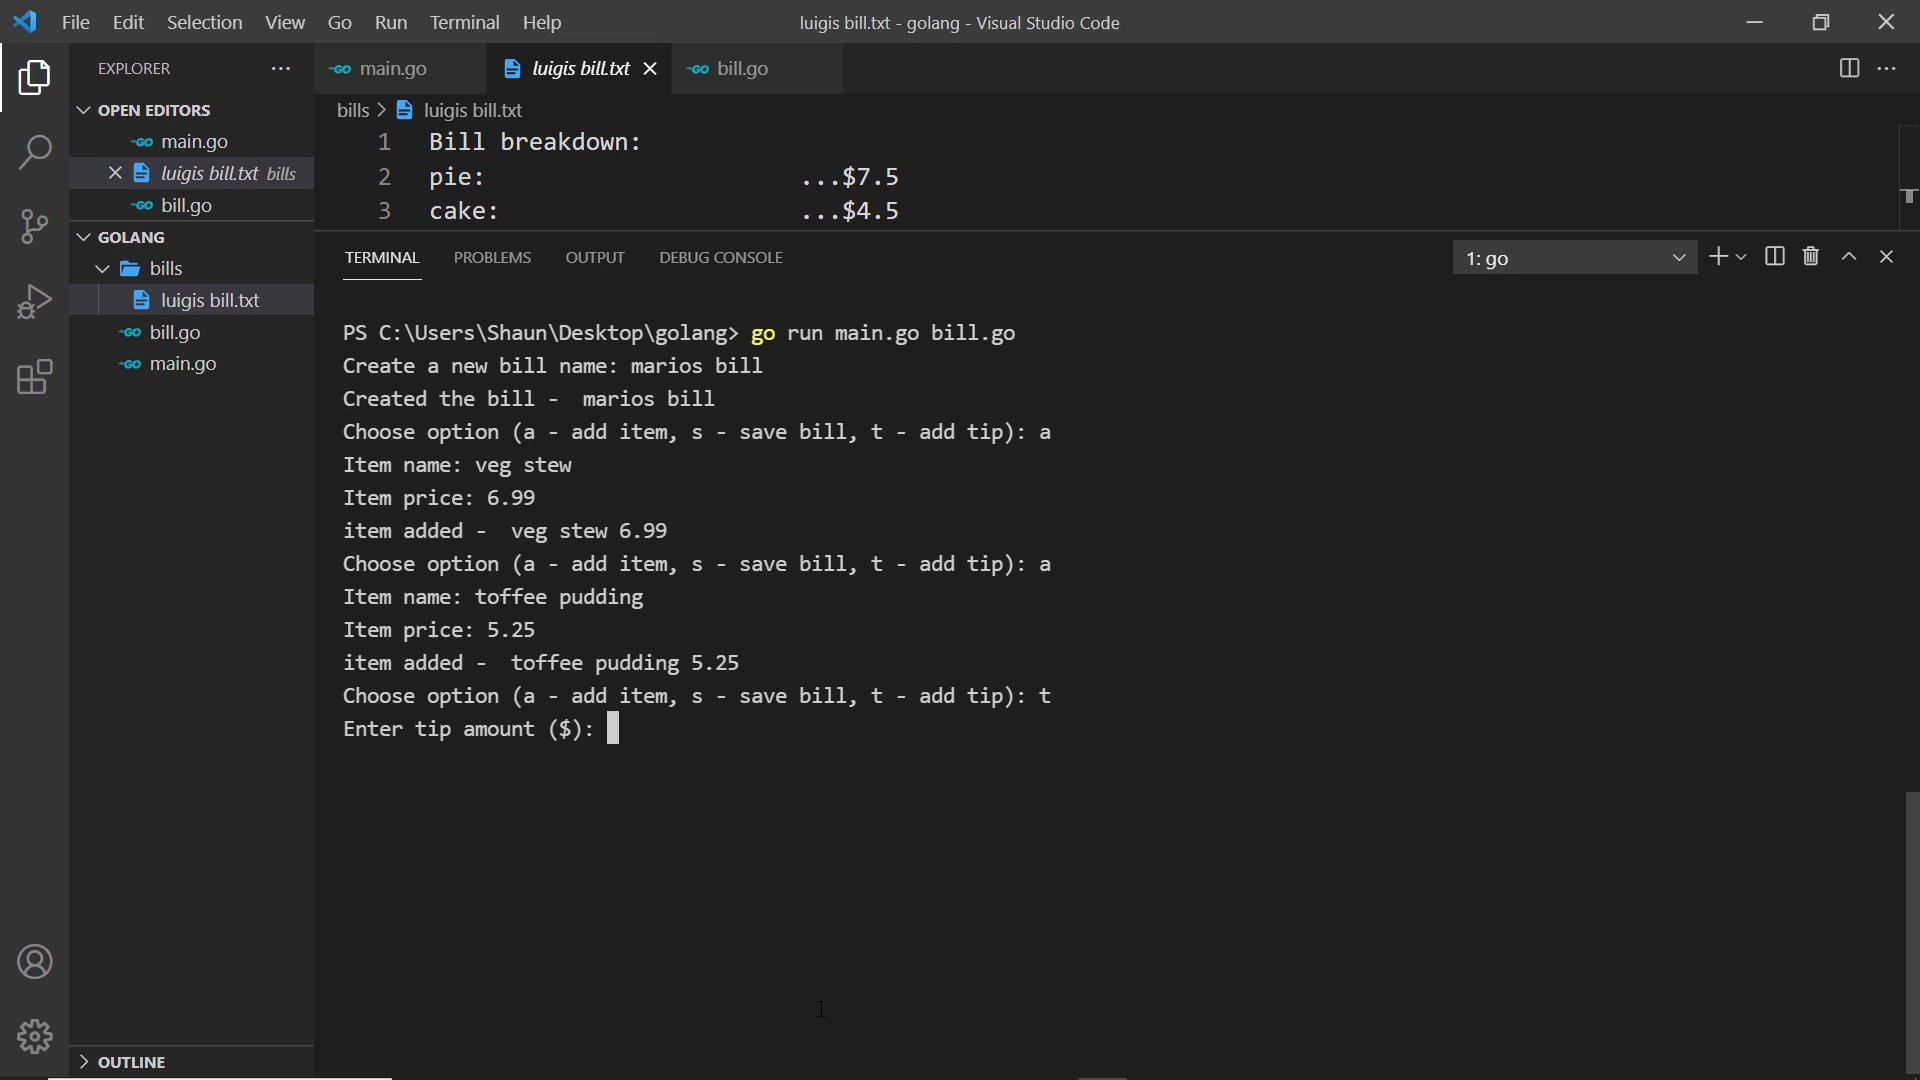 File Edit Selection View Go Run Terminal Help
luigis bill.txt - golang - Visual Studio Code
EXPLORER
main.go
luigis bill.txt
bill.go
OPEN EDITORS
main.go
luigis bill.txt bills
bill.go
GOLANG
bills
luigis bill.txt
bill.go
main.go
OUTLINE
bills > luigis bill.txt
1 Bill breakdown:
2 pie: ...$7.5
3 cake: ...$4.5
TERMINAL PROBLEMS OUTPUT DEBUG CONSOLE
1: go
PS C:\Users\Shaun\Desktop\golang> go run main.go bill.go
Create a new bill name: marios bill
Created the bill -  marios bill
Choose option (a - add item, s - save bill, t - add tip): a
Item name: veg stew
Item price: 6.99
item added -  veg stew 6.99
Choose option (a - add item, s - save bill, t - add tip): a
Item name: toffee pudding
Item price: 5.25
item added -  toffee pudding 5.25
Choose option (a - add item, s - save bill, t - add tip): t
Enter tip amount ($):